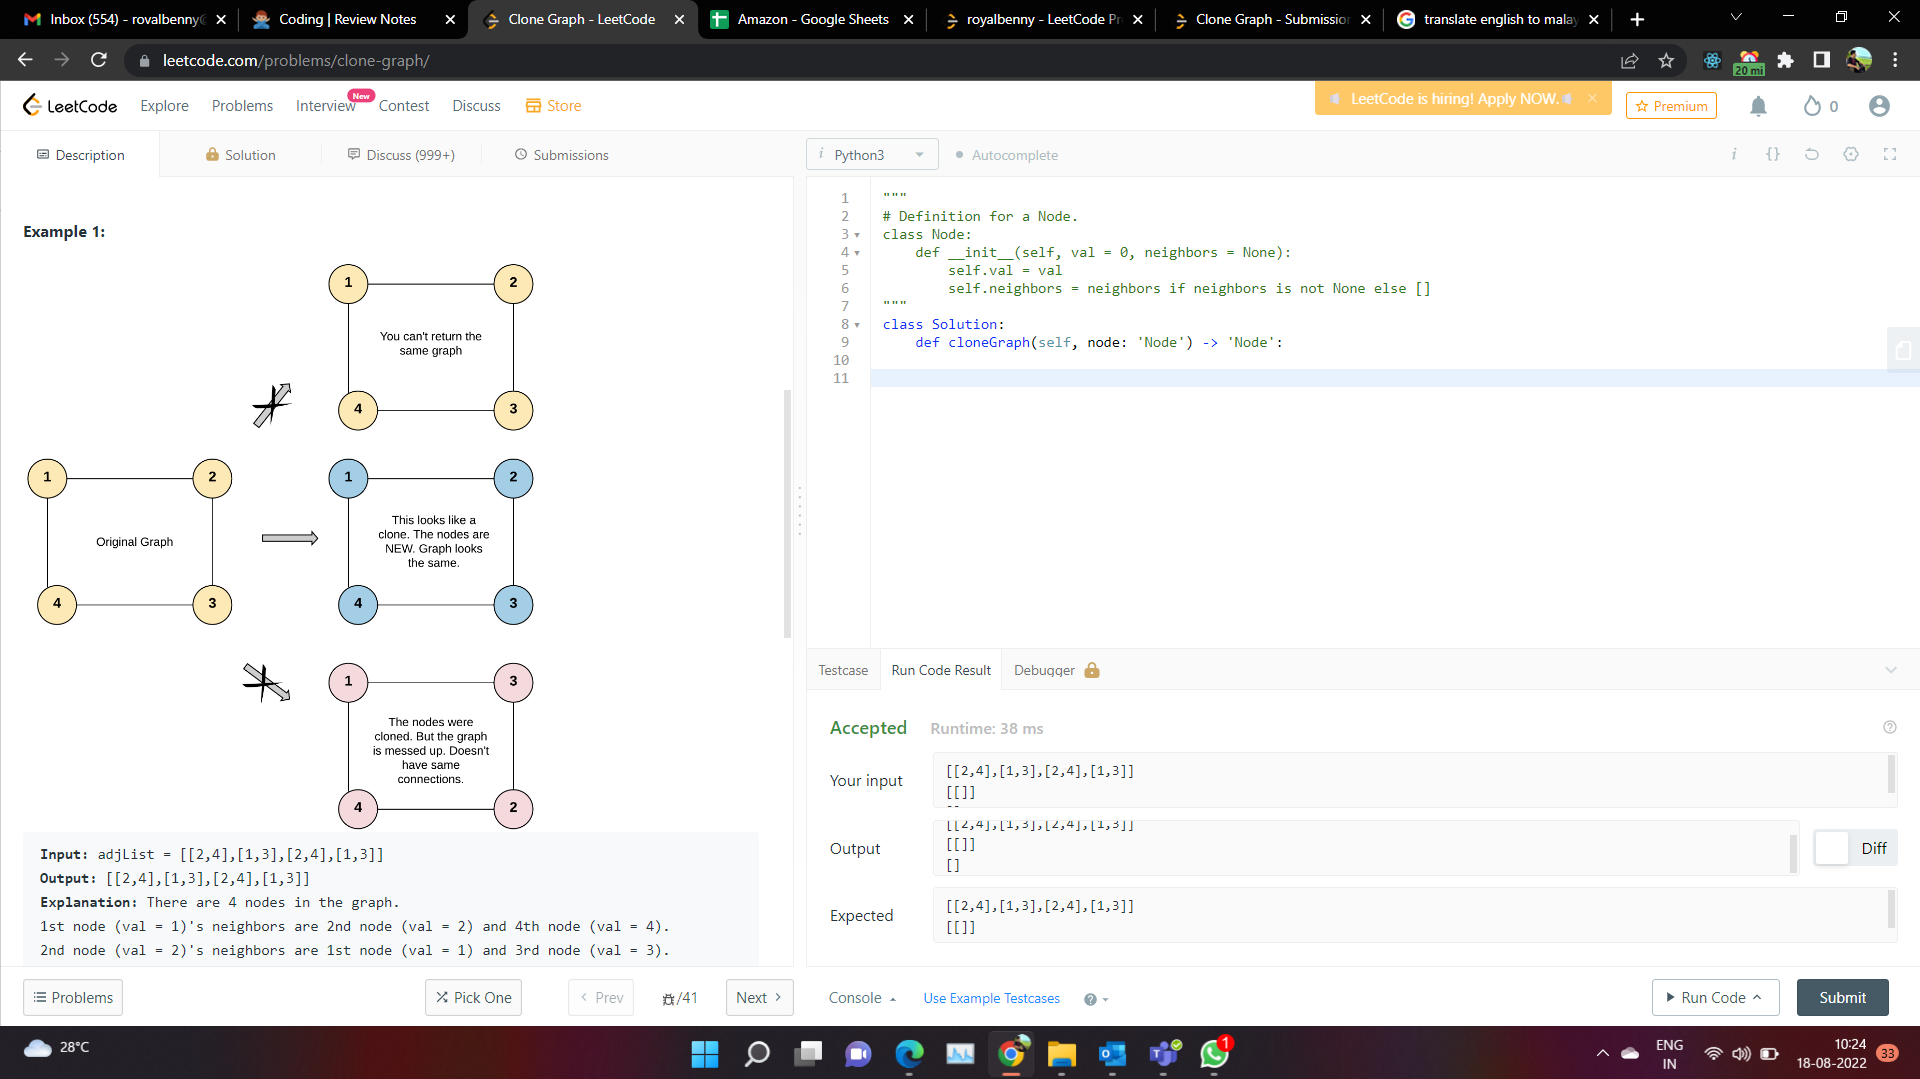 Inbox (554) - rovalbenny@
Coding | Review Notes
Clone Graph - LeetCode
Amazon - Google Sheets
royalbenny - LeetCode Pr
Clone Graph - Submission
translate english to malay
leetcode.com/problems/clone-graph/
20 mi
LeetCode
Explore
Problems
Interview
New
Contest
Discuss
Store
LeetCode is hiring! Apply NOW.
Premium
0
Description
Solution
Discuss (999+)
Submissions
i Python3
Autocomplete
Example 1:
1
2
You can't return the
same graph
4
3
1
2
Original Graph
4
3
1
2
This looks like a
clone. The nodes are
NEW. Graph looks
the same.
4
3
1
3
The nodes were
cloned. But the graph
is messed up. Doesn't
have same
connections.
4
2
Input: adjList = [[2,4],[1,3],[2,4],[1,3]]
Output: [[2,4],[1,3],[2,4],[1,3]]
Explanation: There are 4 nodes in the graph.
1st node (val = 1)'s neighbors are 2nd node (val = 2) and 4th node (val = 4).
2nd node (val = 2)'s neighbors are 1st node (val = 1) and 3rd node (val = 3).
1 """
2 # Definition for a Node.
3 class Node:
4 def __init__(self, val = 0, neighbors = None):
5 self.val = val
6 self.neighbors = neighbors if neighbors is not None else []
7 """
8 class Solution:
9 def cloneGraph(self, node: 'Node') -> 'Node':
10
11
Testcase
Run Code Result
Debugger
Accepted
Runtime: 38 ms
Your input
[[2,4],[1,3],[2,4],[1,3]]
[[]]
Output
[[2,4],[1,3],[2,4],[1,3]]
[[]]
[]
Diff
Expected
[[2,4],[1,3],[2,4],[1,3]]
[[]]
Problems
Pick One
Prev
/41
Next
Console
Use Example Testcases
Run Code
Submit
28°C
1
ENG
IN
10:24
18-08-2022
33